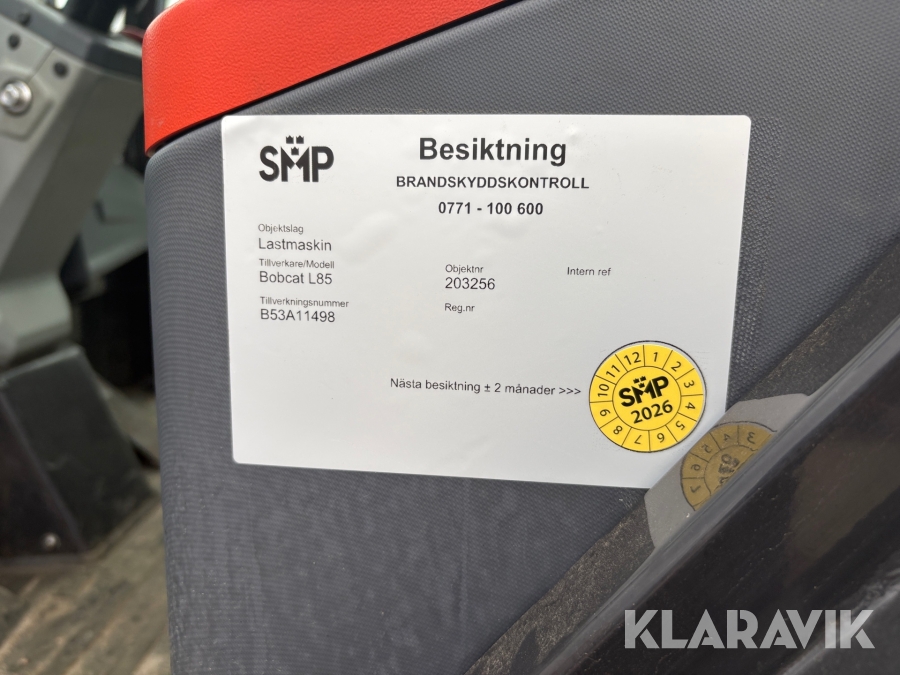 SMP
Besiktning
BRANDSKYDDSKONTROLL
0771 - 100 600
Objektslag
Lastmaskin
Tillverkare/Modell
Bobcat L85
Objektnr
203256
Intern ref
Tillverkningsnummer
B53A11498
Reg.nr
Nästa besiktning ± 2 månader >>>
12 1 2 3 4 5 6 7 8 9 10 11
SMP
2026
KLARAVIK